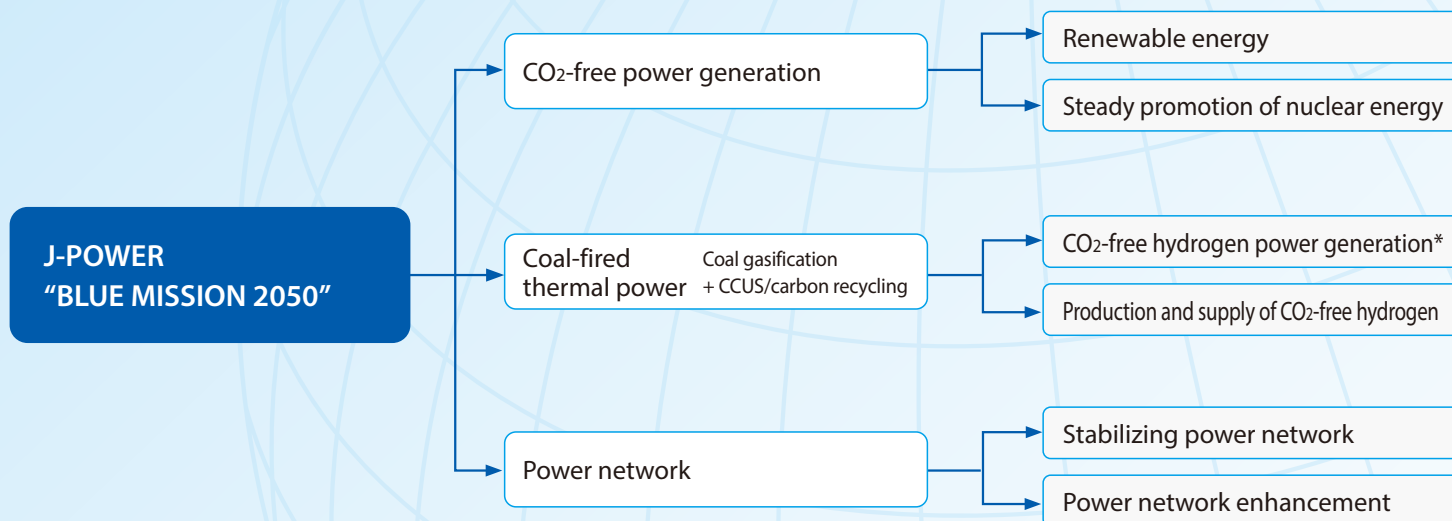 J-POWER
“BLUE MISSION 2050”
CO2-free power generation
Renewable energy
Steady promotion of nuclear energy
Coal-fired
thermal power
Coal gasification
+ CCUS/carbon recycling
CO2-free hydrogen power generation*
Production and supply of CO2-free hydrogen
Power network
Stabilizing power network
Power network enhancement